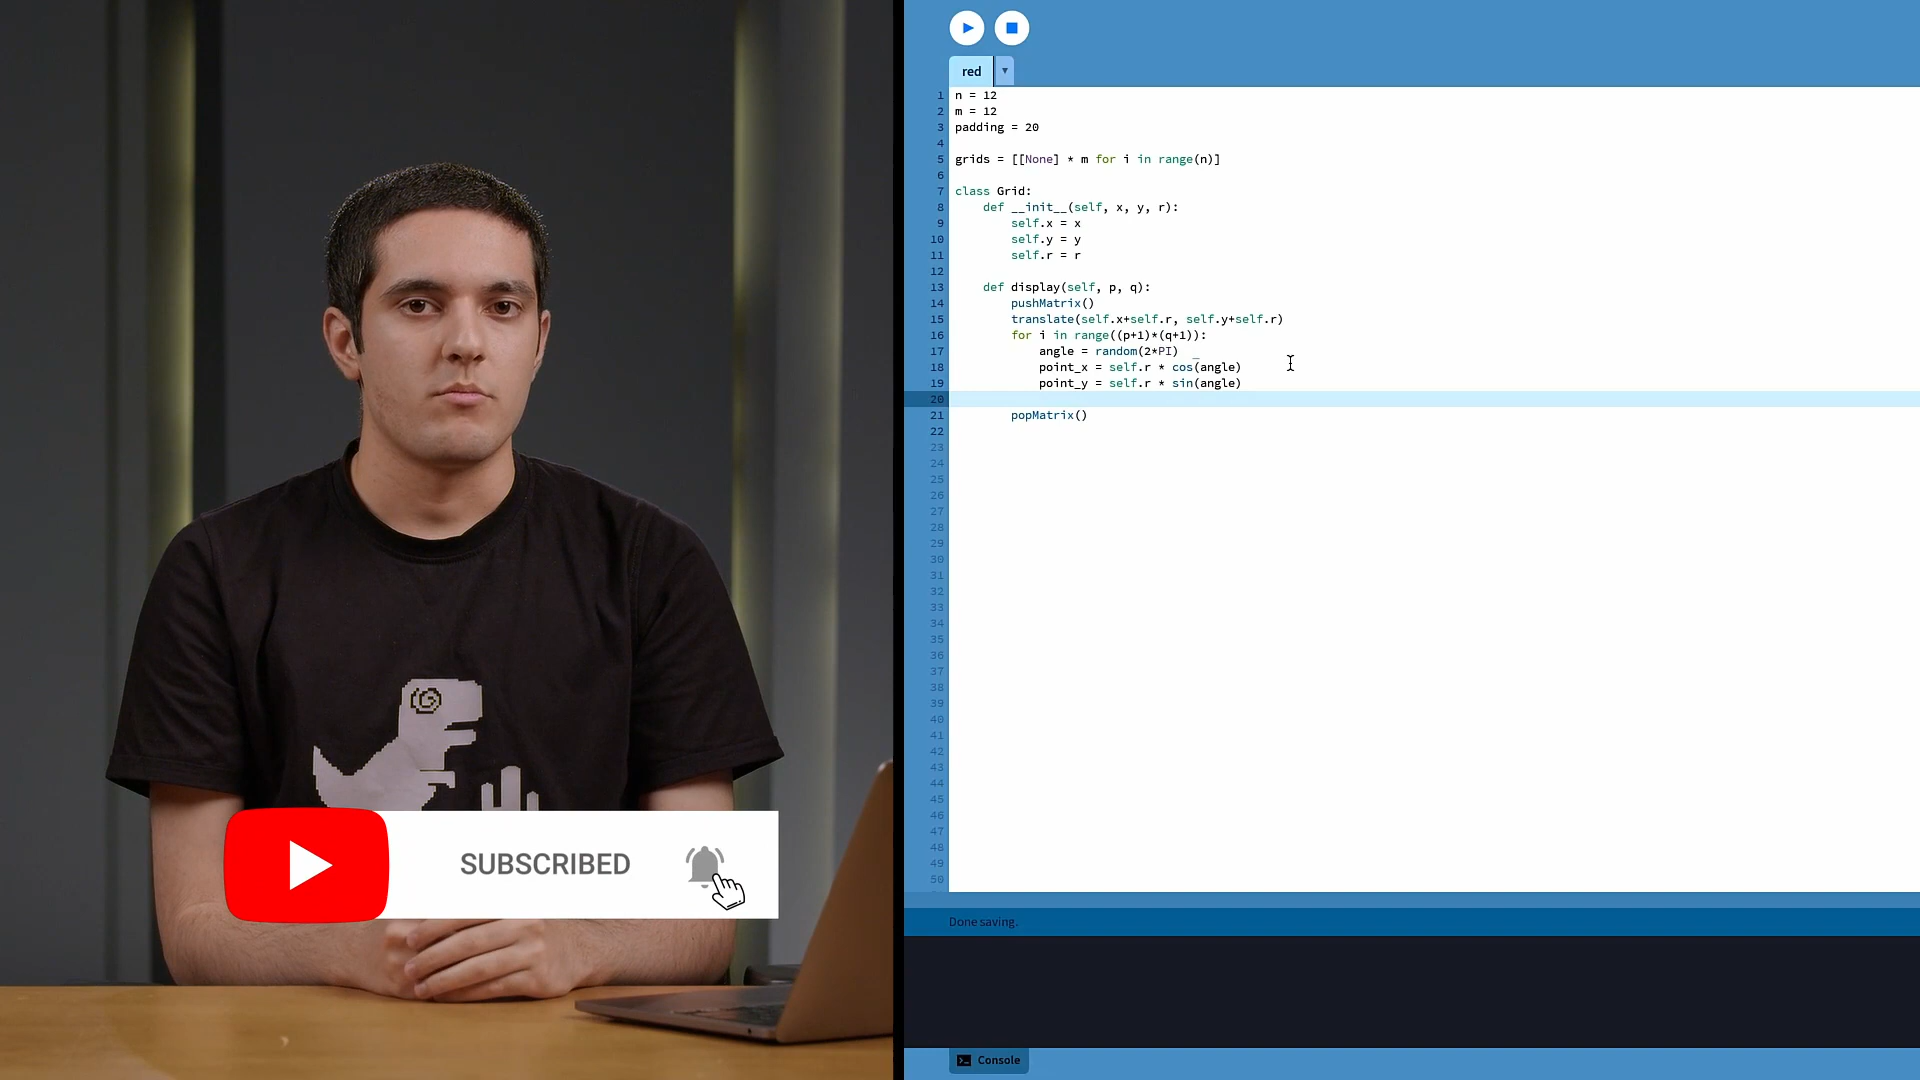 SUBSCRIBED
red
1 n = 12
2 m = 12
3 padding = 20
4
5 grids = [[None] * m for i in range(n)]
6
7 class Grid:
8     def __init__(self, x, y, r):
9         self.x = x
10         self.y = y
11         self.r = r
12
13     def display(self, p, q):
14         pushMatrix()
15         translate(self.x+self.r, self.y+self.r)
16         for i in range((p+1)*(q+1)):
17             angle = random(2*PI)
18             point_x = self.r * cos(angle)
19             point_y = self.r * sin(angle)
20
21         popMatrix()
22
23
24
25
26
27
28
29
30
31
32
33
34
35
36
37
38
39
40
41
42
43
44
45
46
47
48
49
50
Done saving.
Console